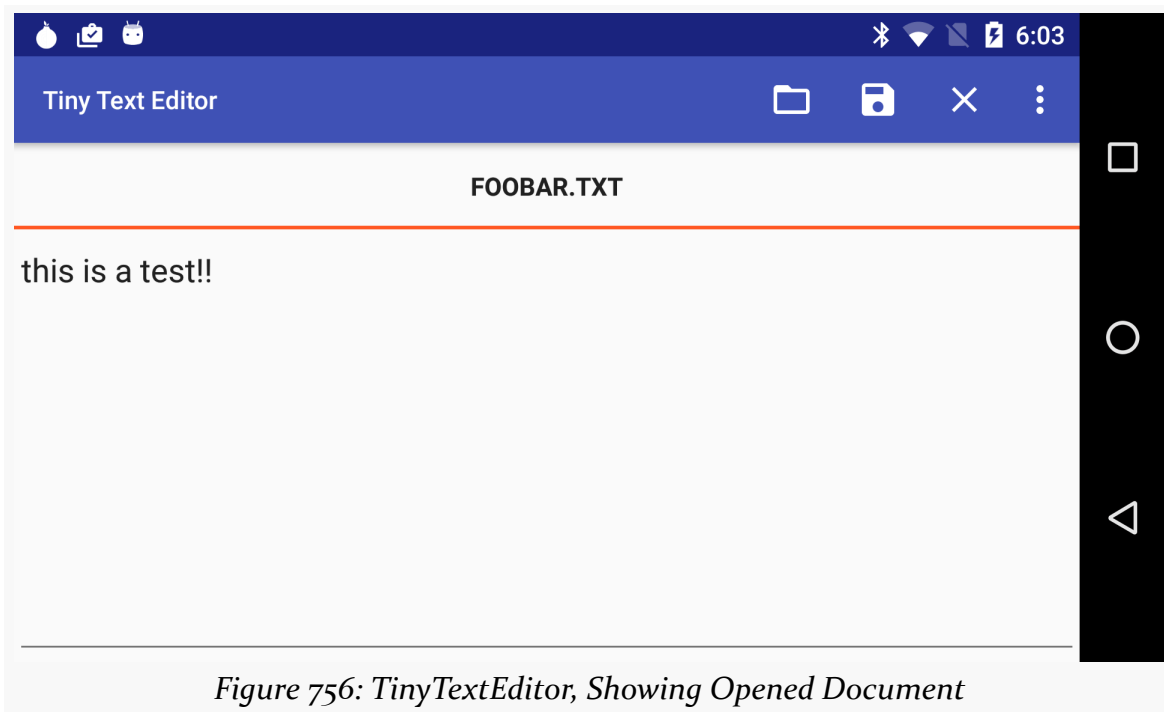 6:03
Tiny Text Editor
FOOBAR.TXT
this is a test!!
Figure 756: TinyTextEditor, Showing Opened Document